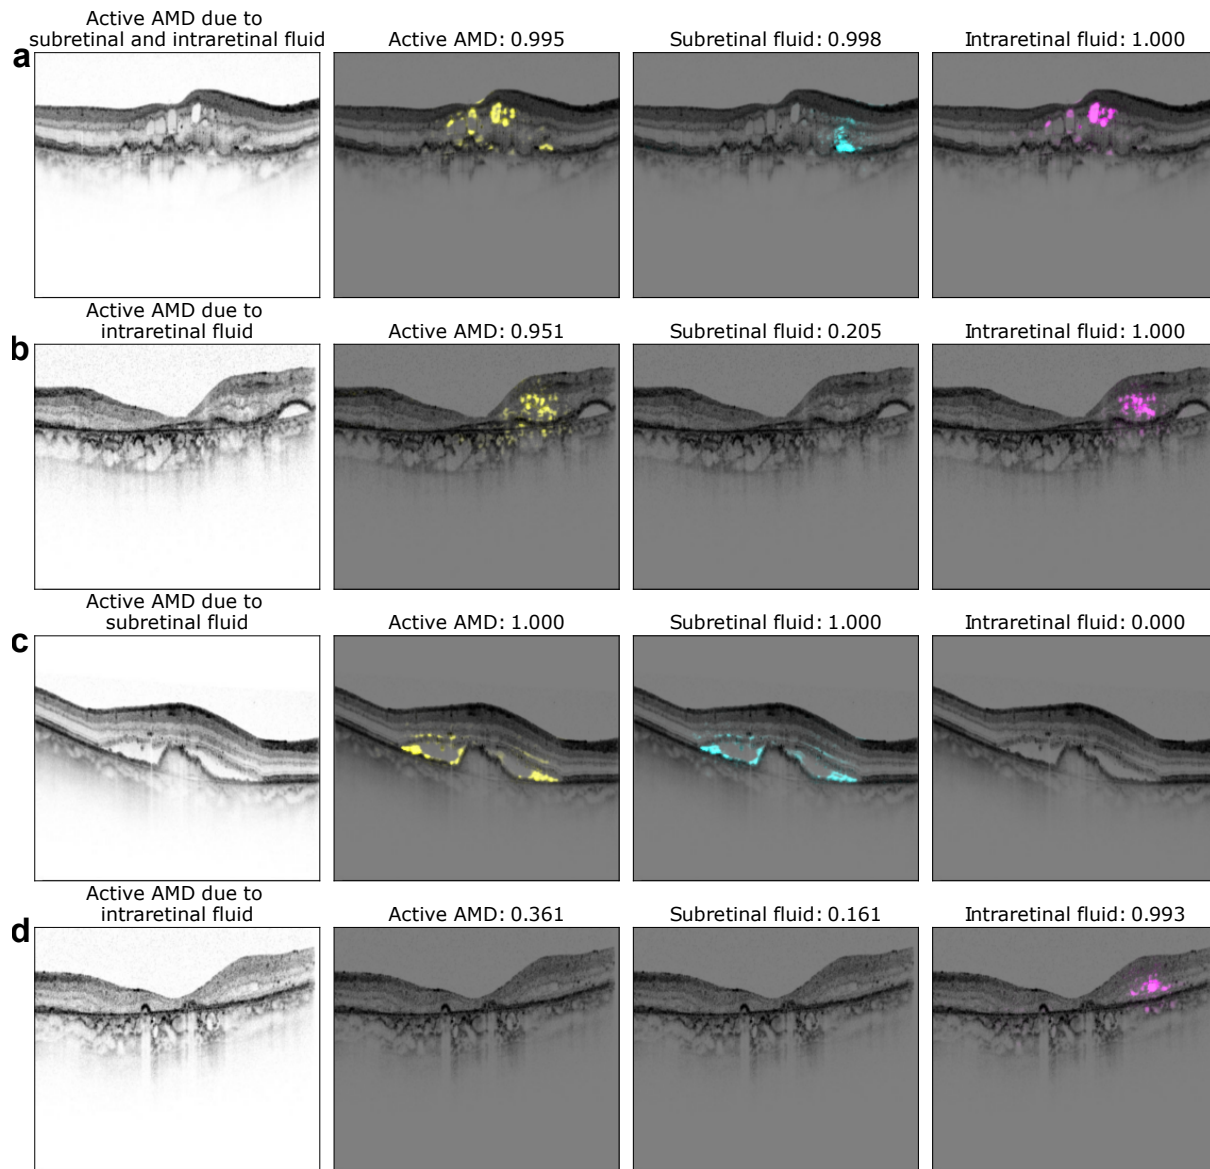 Active AMD due to
subretinal and intraretinal fluid
Active AMD: 0.995
Subretinal fluid: 0.998
Intraretinal fluid: 1.000
a
Active AMD due to
intraretinal fluid
Active AMD: 0.951
Subretinal fluid: 0.205
Intraretinal fluid: 1.000
b
Active AMD due to
subretinal fluid
Active AMD: 1.000
Subretinal fluid: 1.000
Intraretinal fluid: 0.000
c
Active AMD due to
intraretinal fluid
Active AMD: 0.361
Subretinal fluid: 0.161
Intraretinal fluid: 0.993
d